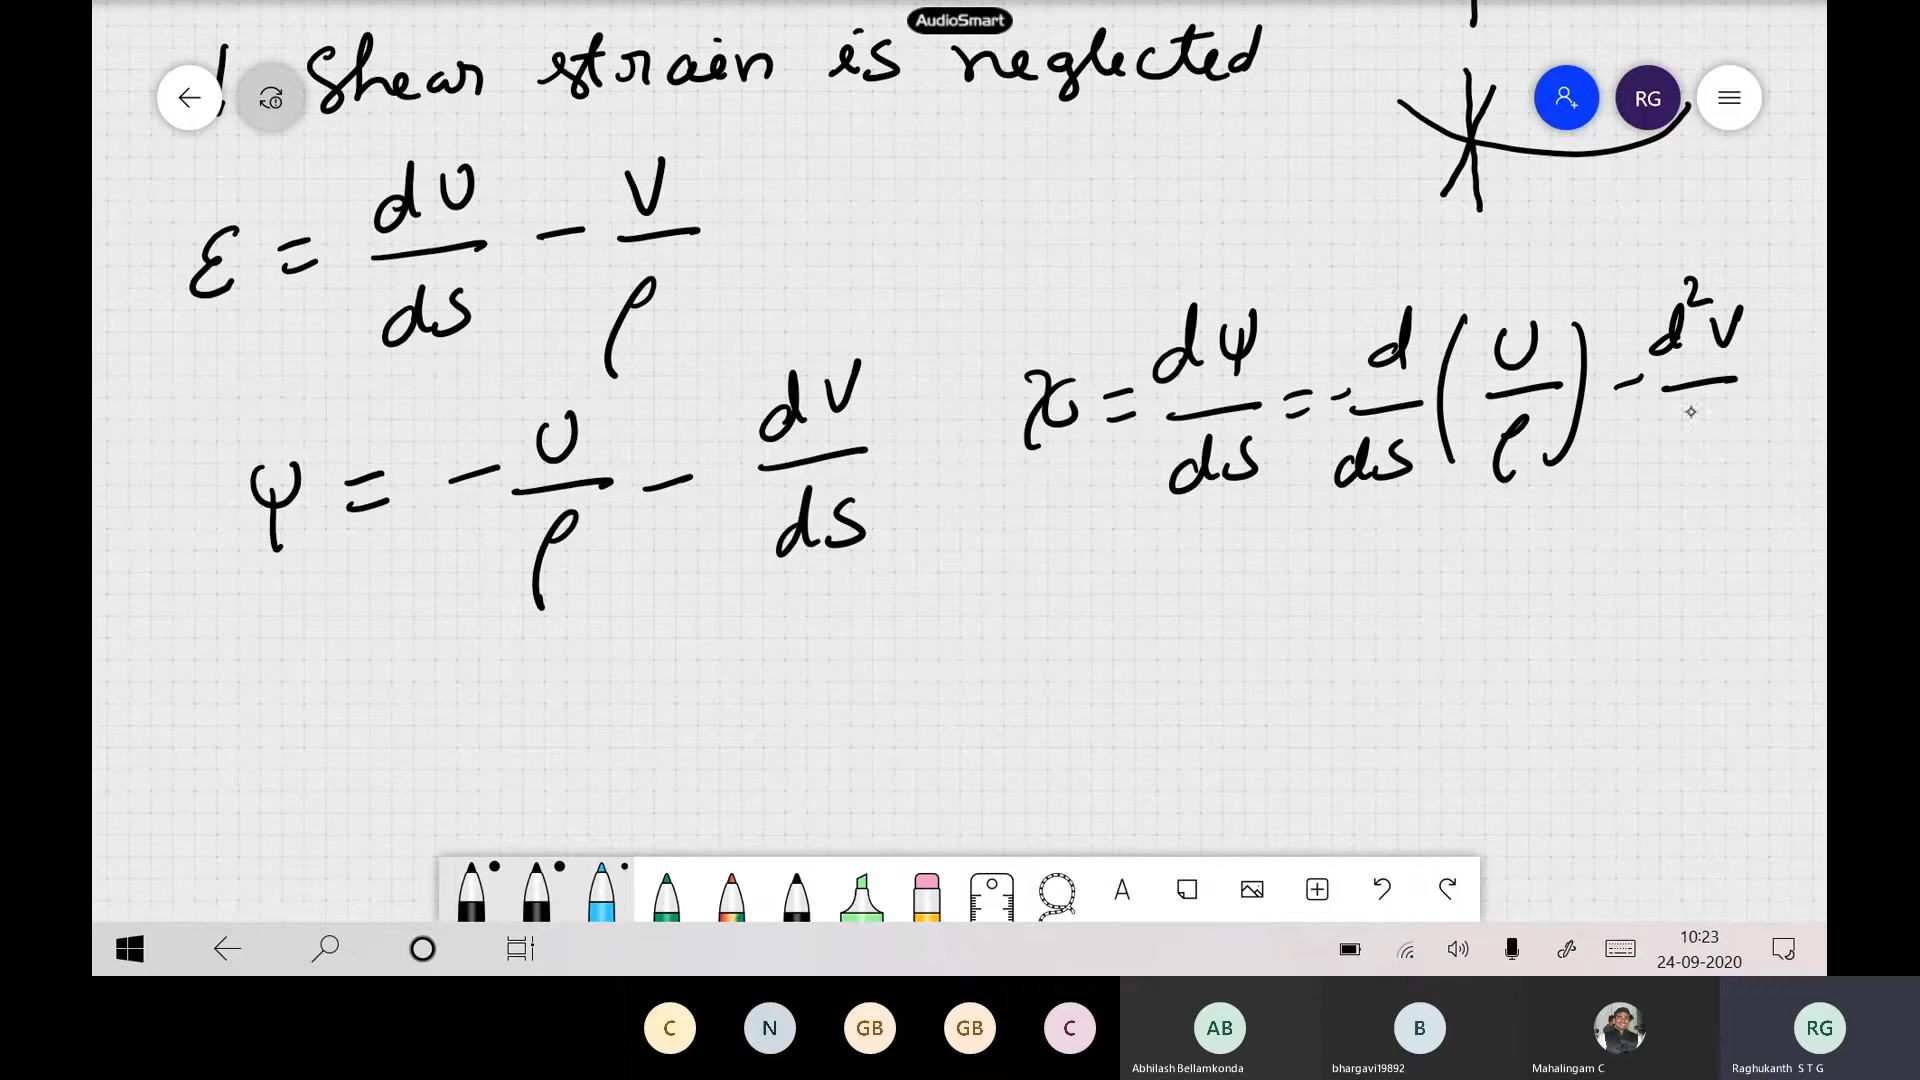 AudioSmart
Shear strain is neglected
RG
ε = dU/ds - V/ρ
χ = dψ/ds = - d/ds (U/ρ) - d²V/
ψ = - U/ρ - dV/ds
A
10:23
24-09-2020
C N GB GB C AB B RG
Abhilash Bellamkonda bhargavi19892 Mahalingam C Raghukanth S T G